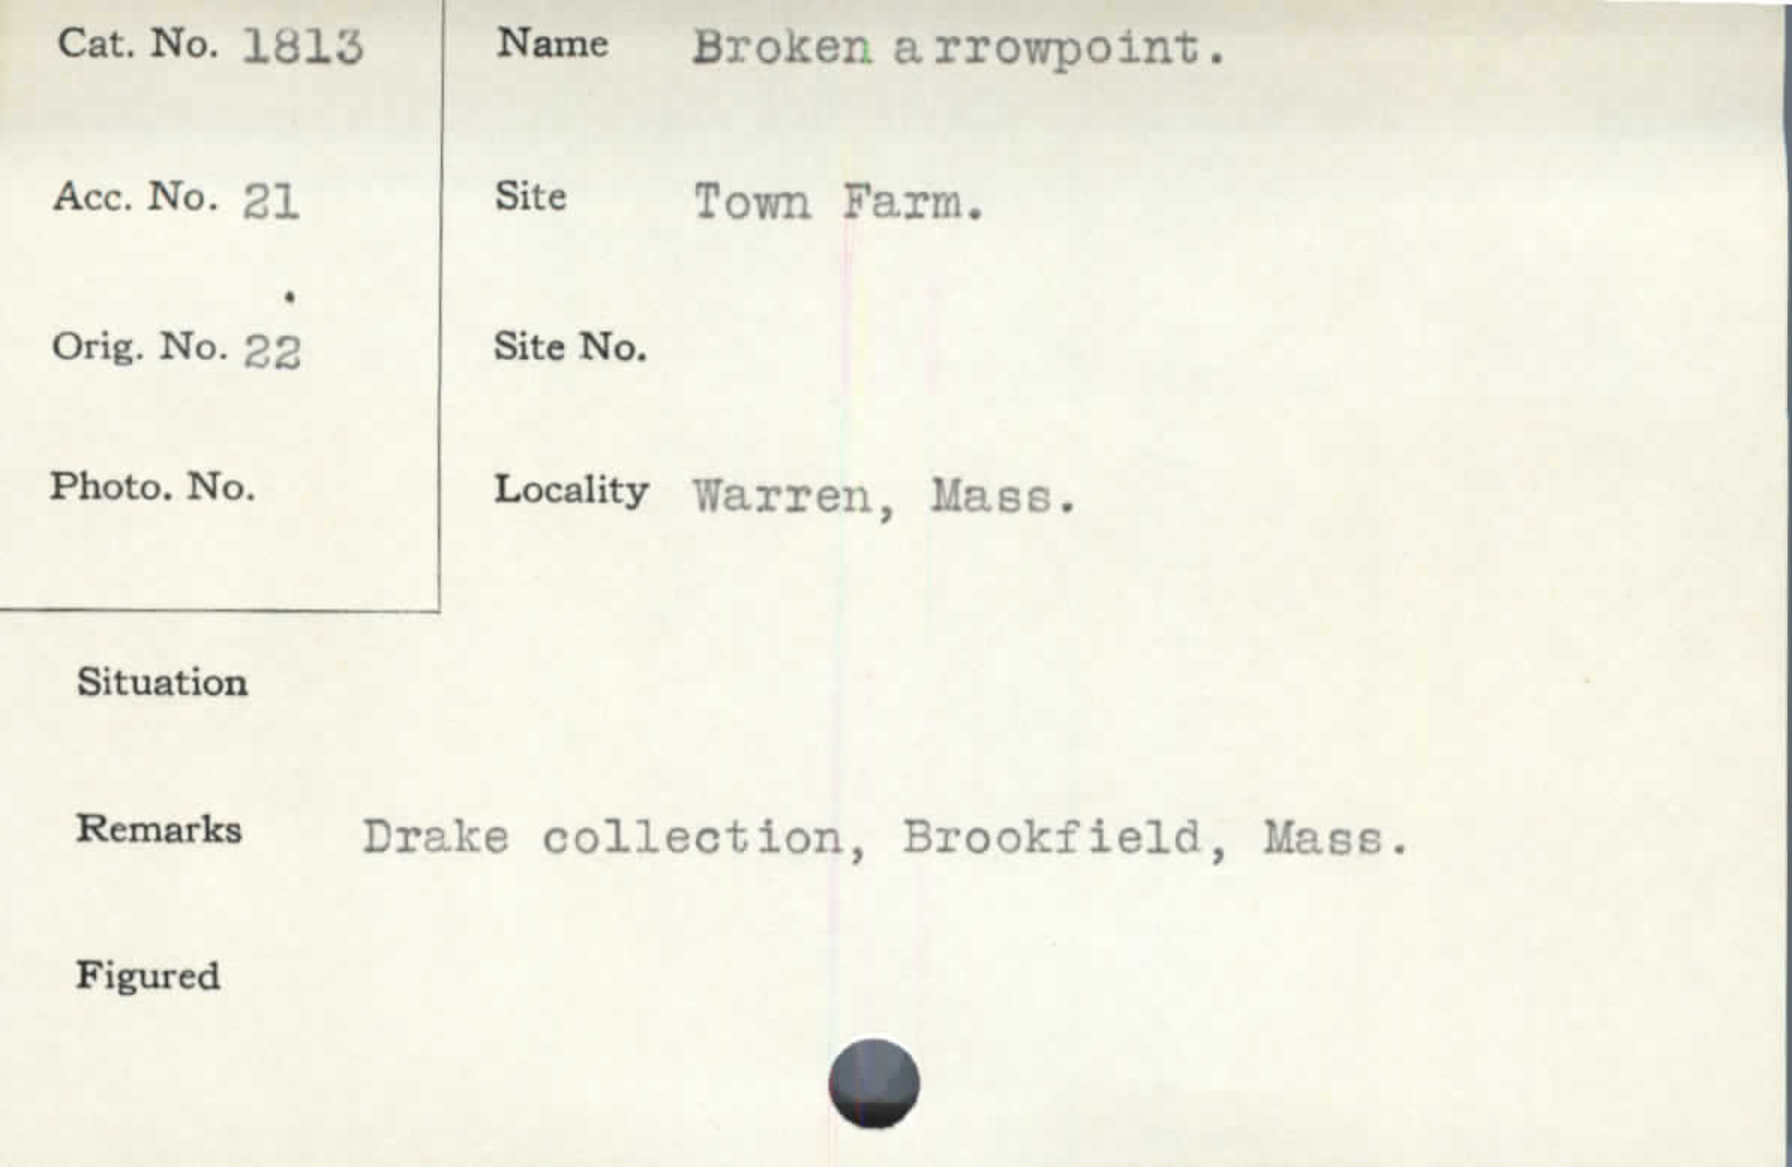 Cat. No. 1813
Name Broken arrowpoint.
Acc. No. 21
Site Town Farm.
Orig. No. 22
Site No.
Photo. No.
Locality Warren, Mass.
Situation
Remarks Drake collection, Brookfield, Mass.
Figured